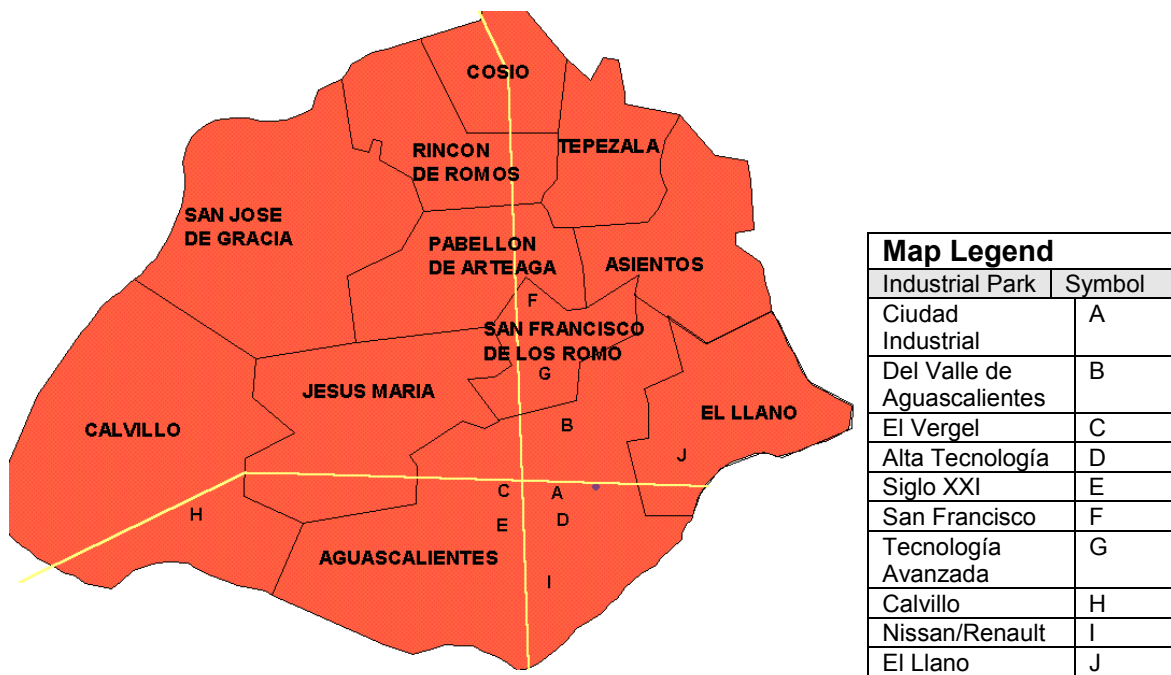 COSIO
RINCON
DE ROMOS
TEPEZALA
SAN JOSE
DE GRACIA
PABELLON
DE ARTEAGA
ASIENTOS
F
SAN FRANCISCO
DE LOS ROMO
G
JESUS MARIA
EL LLANO
CALVILLO
B
J
C
A
H
E
D
AGUASCALIENTES
I
Map Legend
Industrial Park Symbol
Ciudad
Industrial A
Del Valle de
Aguascalientes B
El Vergel C
Alta Tecnología D
Siglo XXI E
San Francisco F
Tecnología
Avanzada G
Calvillo H
Nissan/Renault I
El Llano J